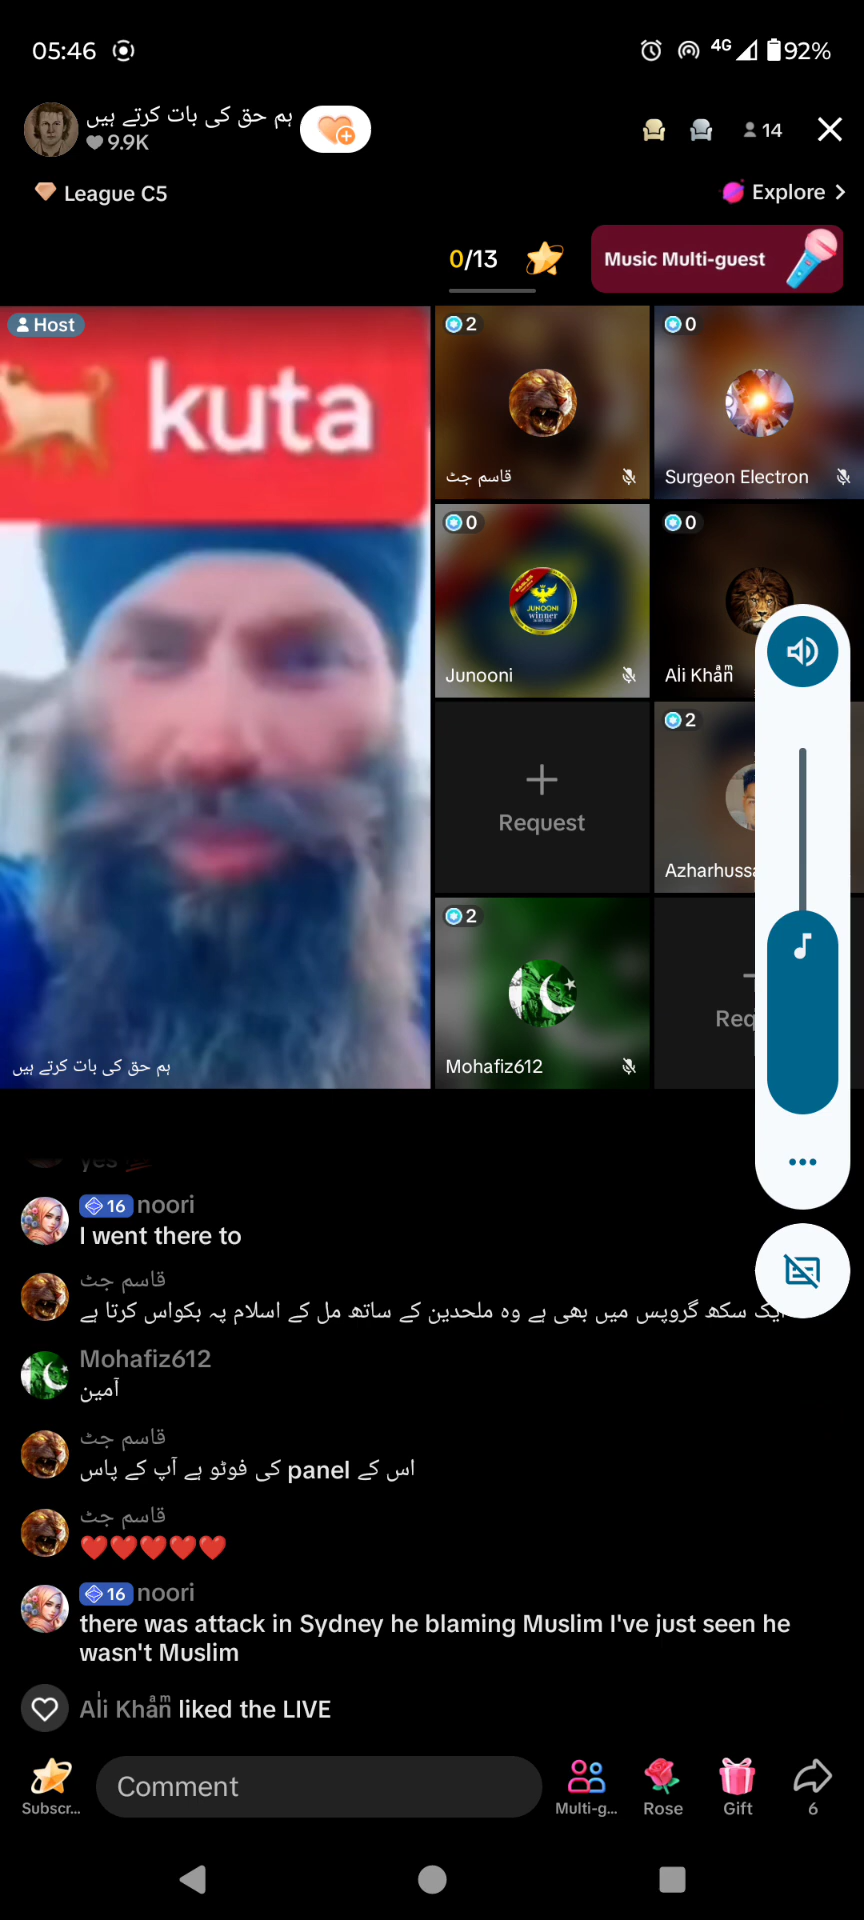 05:46
4G
92%
ہم حق کی بات کرتے ہیں
9.9K
14
League C5
Explore
0/13
Music Multi-guest
Host
kuta
2
قاسم جٹ
0
Surgeon Electron
0
JUNOONI
winner
Junooni
0
Ali Khan
Request
2
Azharhussa
2
Mohafiz612
Req
ہم حق کی بات کرتے ہیں
yes
16 noori
I went there to
قاسم جٹ
ایک سکھ گروپس میں بھی ہے وہ ملحدین کے ساتھ مل کے اسلام پہ بکواس کرتا ہے
Mohafiz612
آمین
قاسم جٹ
اس کے panel کی فوٹو ہے آپ کے پاس
قاسم جٹ
❤️❤️❤️❤️❤️
16 noori
there was attack in Sydney he blaming Muslim I've just seen he
wasn't Muslim
Ali Khan liked the LIVE
Subscr...
Comment
Multi-g...
Rose
Gift
6